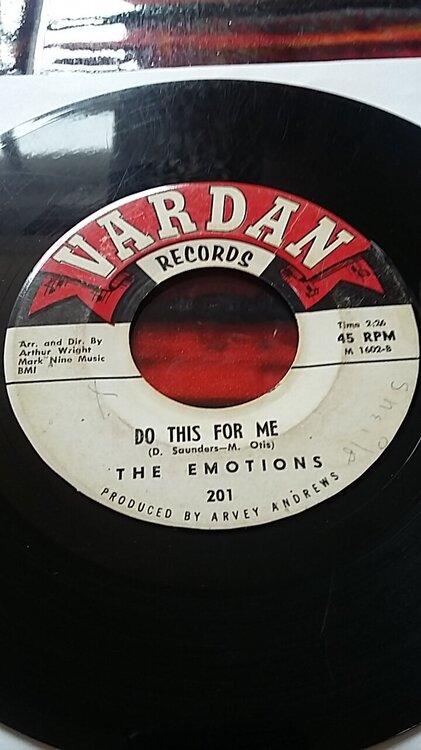 VARDAN
RECORDS
Arr. and Dir. By
Arthur Wright
Mark Nine Music
BMI
Time 2:26
45 RPM
M 1602-B
DO THIS FOR ME
(D. Saunders—M. Otis)
THE EMOTIONS
201
PRODUCED BY ARVEY ANDREWS
Sheila